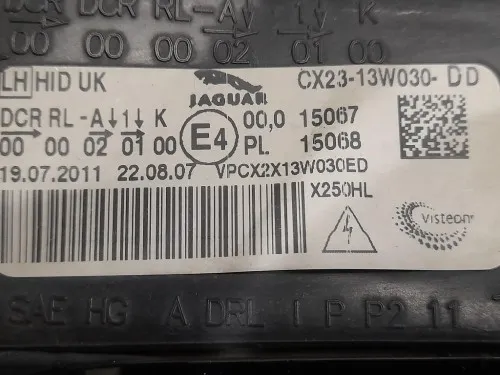 DCR DCR RL-A 1 K
00 00 00 02 01 00
LH HID UK
JAGUAR
CX23-13W030-DD
DCR RL-A 1 K
00 00 02 01 00
E4
00,0 15067
PL 15068
19.07.2011 22.08.07 VPCX2X13W030ED
X250HL
Visteon
SAE HG A DRL 1 P P2 11